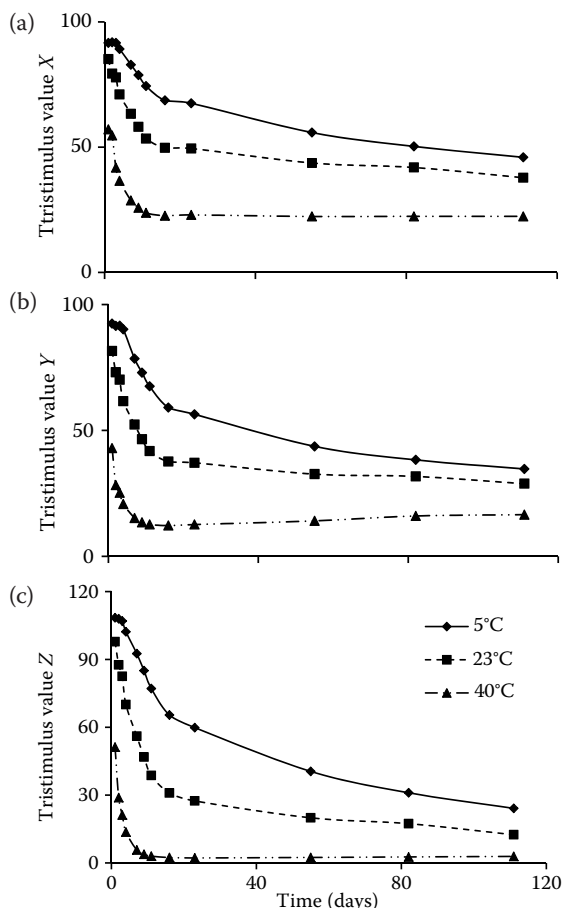 (a)
100
50
0
Ttristimulus value X
(b)
100
50
0
Tristimulus value Y
(c)
120
90
60
30
0
Tristimulus value Z
5°C
23°C
40°C
0 40 80 120
Time (days)